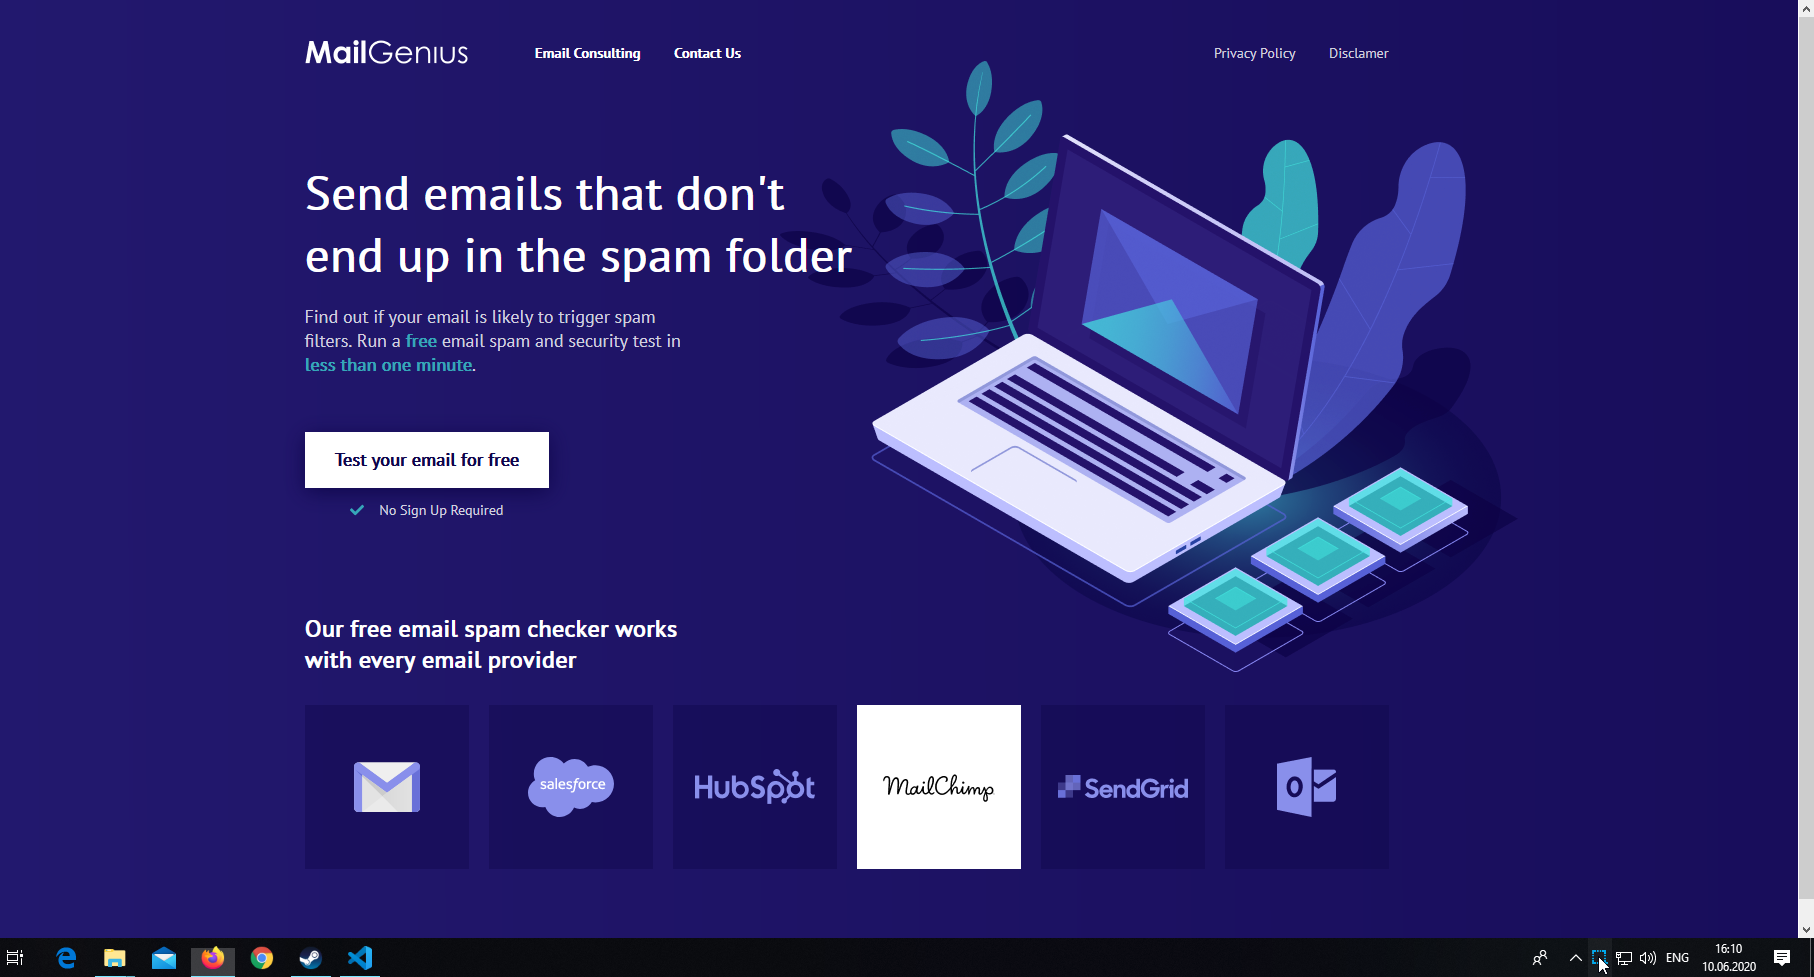 MailGenius
Email Consulting
Contact Us
Privacy Policy
Disclamer
Send emails that don't
end up in the spam folder
Find out if your email is likely to trigger spam
filters. Run a free email spam and security test in
less than one minute.
Test your email for free
No Sign Up Required
Our free email spam checker works
with every email provider
salesforce
HubSpot
MailChimp
SendGrid
O
ENG
16:10
10.06.2020